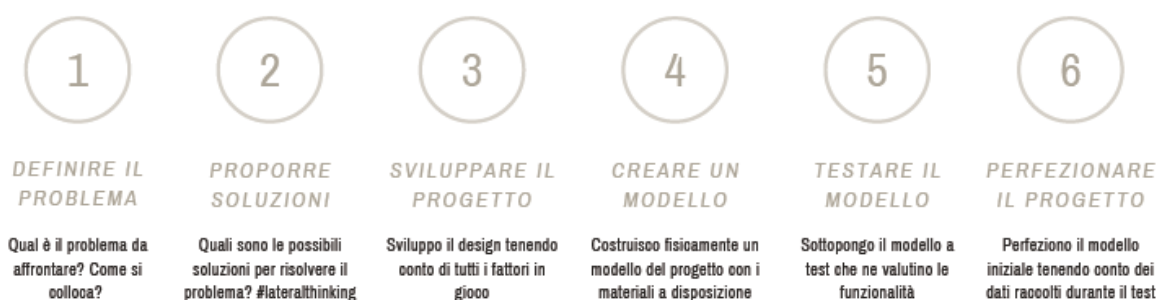 1
DEFINIRE IL
PROBLEMA
Qual è il problema da
affrontare? Come si
colloca?
2
PROPORRE
SOLUZIONI
Quali sono le possibili
soluzioni per risolvere il
problema? #lateralthinking
3
SVILUPPARE IL
PROGETTO
Sviluppo il design tenendo
conto di tutti i fattori in
gioco
4
CREARE UN
MODELLO
Costruisco fisicamente un
modello del progetto con i
materiali a disposizione
5
TESTARE IL
MODELLO
Sottopongo il modello a
test che ne valutino le
funzionalità
6
PERFEZIONARE
IL PROGETTO
Perfeziono il modello
iniziale tenendo conto dei
dati raccolti durante il test